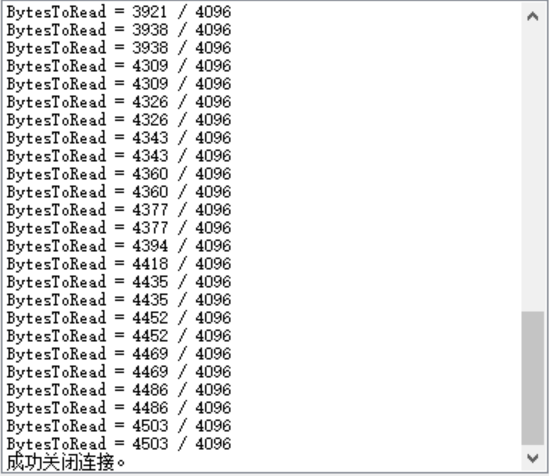 BytesToRead = 3921 / 4096
BytesToRead = 3938 / 4096
BytesToRead = 3938 / 4096
BytesToRead = 4309 / 4096
BytesToRead = 4309 / 4096
BytesToRead = 4326 / 4096
BytesToRead = 4326 / 4096
BytesToRead = 4343 / 4096
BytesToRead = 4343 / 4096
BytesToRead = 4360 / 4096
BytesToRead = 4360 / 4096
BytesToRead = 4377 / 4096
BytesToRead = 4377 / 4096
BytesToRead = 4394 / 4096
BytesToRead = 4418 / 4096
BytesToRead = 4435 / 4096
BytesToRead = 4435 / 4096
BytesToRead = 4452 / 4096
BytesToRead = 4452 / 4096
BytesToRead = 4469 / 4096
BytesToRead = 4469 / 4096
BytesToRead = 4486 / 4096
BytesToRead = 4486 / 4096
BytesToRead = 4503 / 4096
BytesToRead = 4503 / 4096
成功关闭连接。